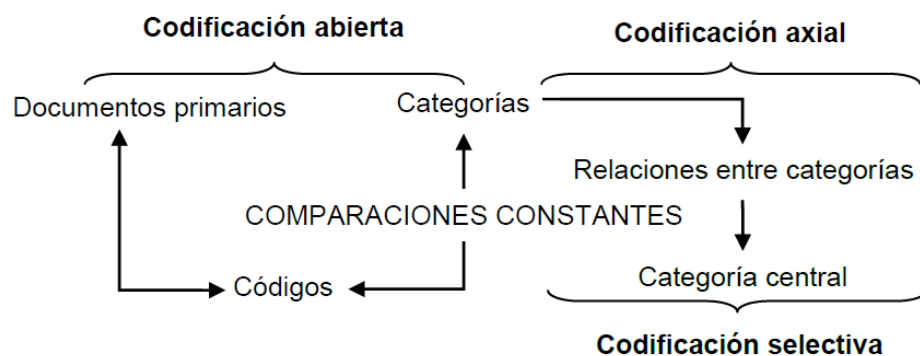 Codificación abierta
Codificación axial
Documentos primarios
Categorías
Relaciones entre categorías
COMPARACIONES CONSTANTES
Códigos
Categoría central
Codificación selectiva